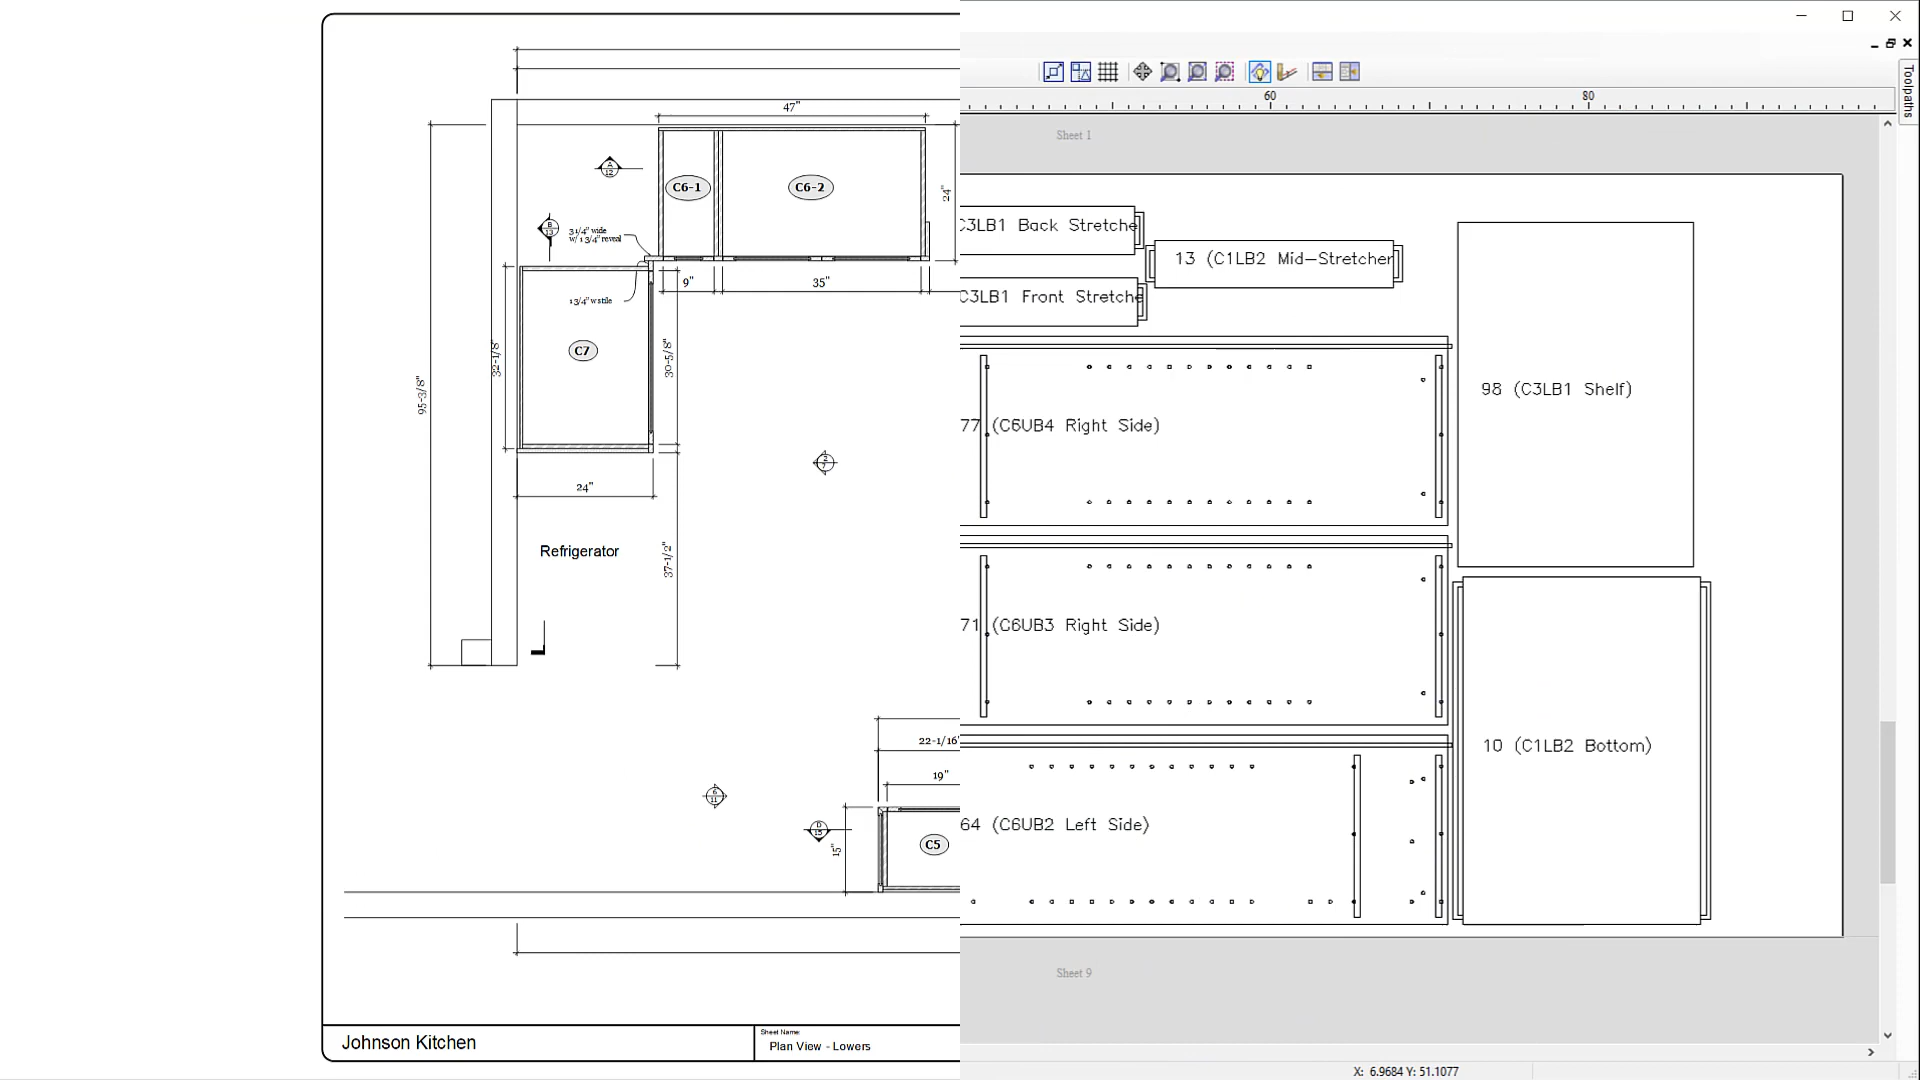 47"
A
12
C6-1
C6-2
24"
B
13
3 1/4" wide
w/ 1 3/4" reveal
9"
35"
1 3/4" w stile
C7
32-1/8"
30-5/8"
95-3/8"
24"
Refrigerator
37-1/2"
22-1/16"
19"
D
15
15"
C5
Johnson Kitchen
Sheet Name:
Plan View - Lowers
Toolpaths
60
80
Sheet 1
C3LB1 Back Stretche
13 (C1LB2 Mid-Stretcher
C3LB1 Front Stretche
98 (C3LB1 Shelf)
77 (C6UB4 Right Side)
71 (C6UB3 Right Side)
10 (C1LB2 Bottom)
64 (C6UB2 Left Side)
Sheet 9
X: 6.9684 Y: 51.1077